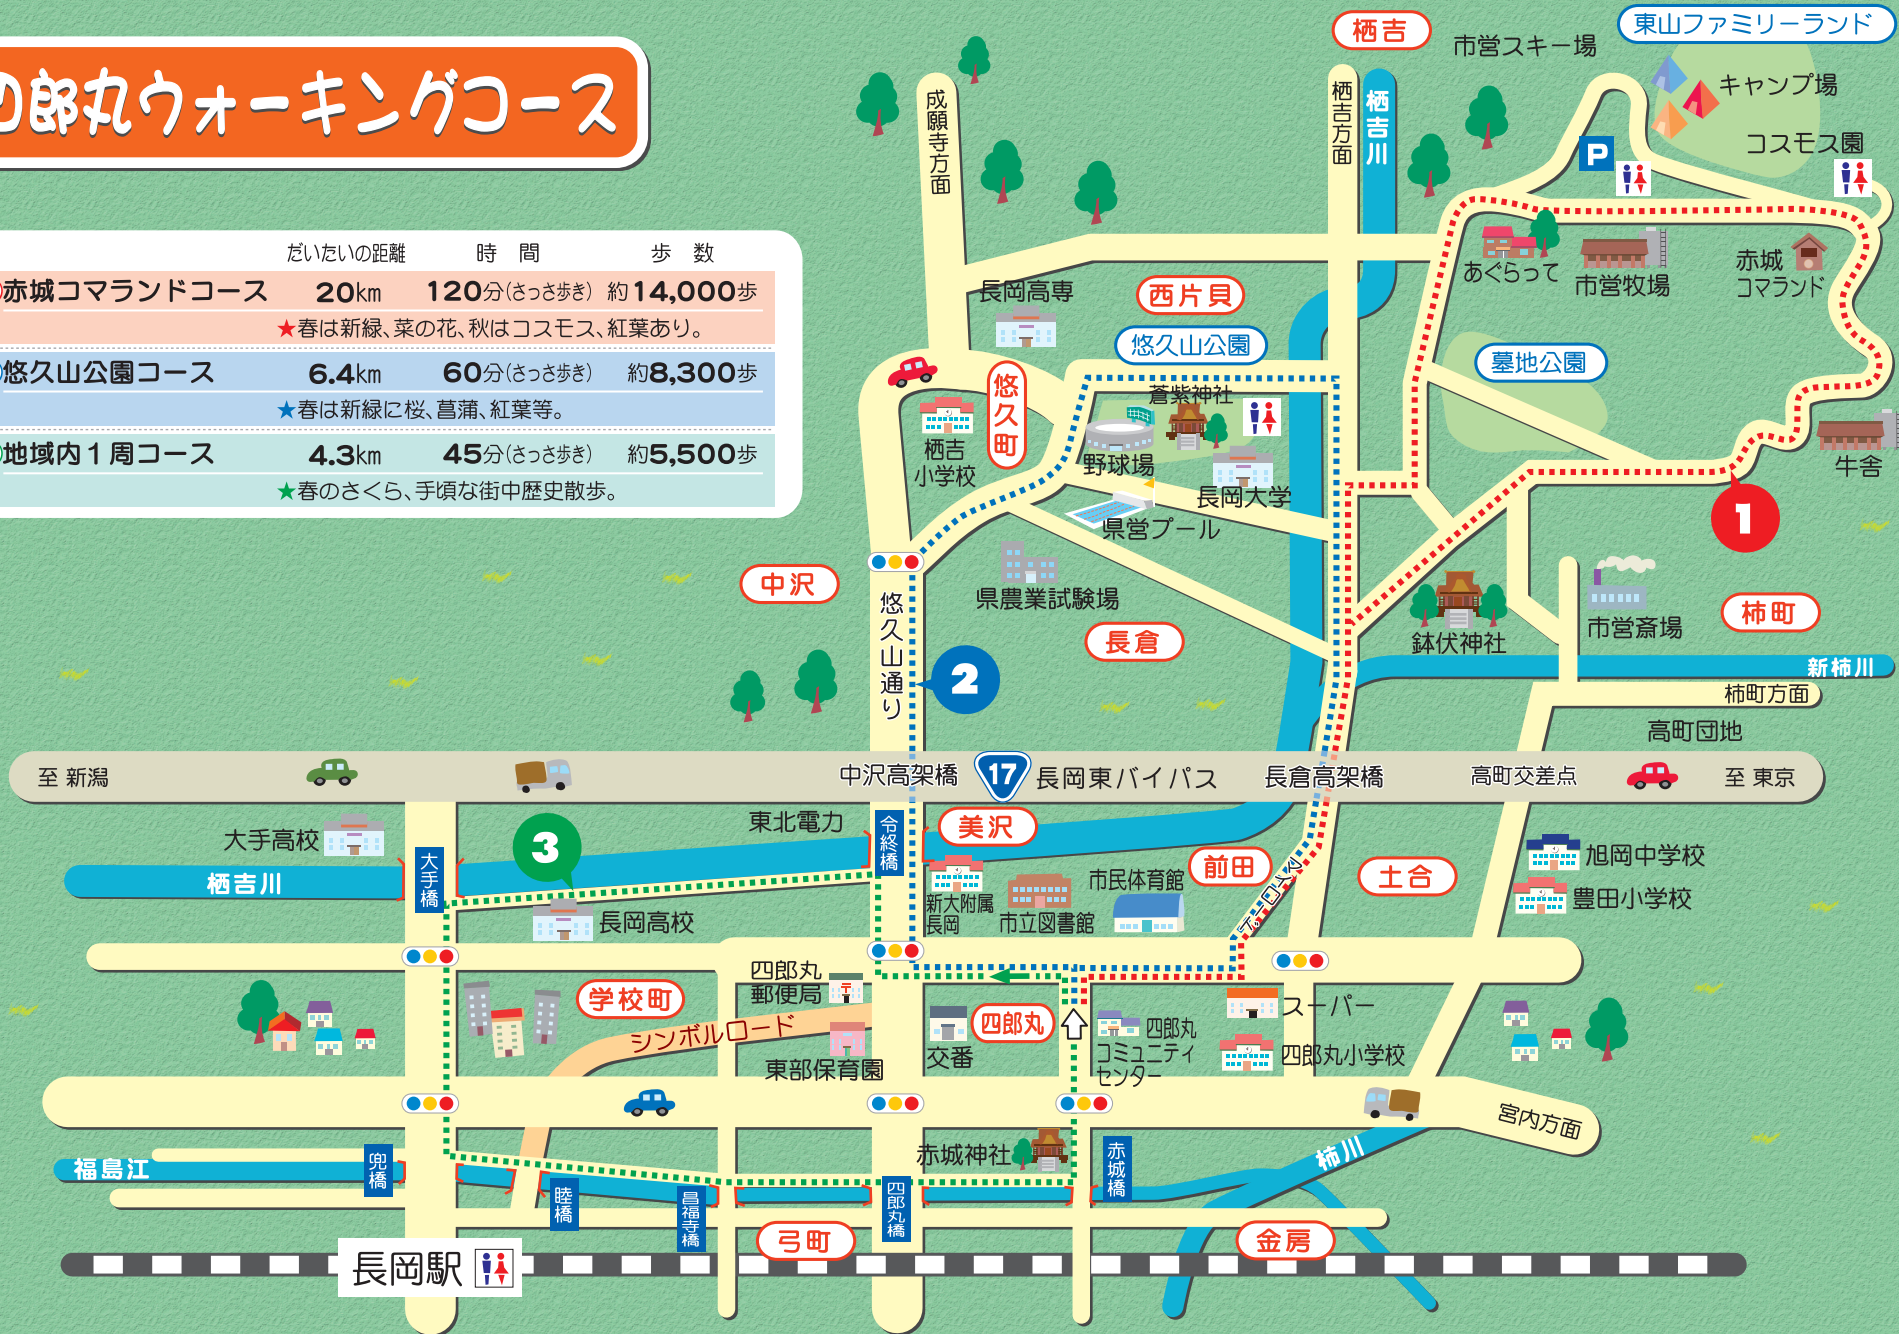 の郎丸ウォーキングコース
だいたいの距離 時 間 歩 数
赤城コマランドコース 20km 120分(さっさ歩き) 約14,000歩
★春は新緑、菜の花、秋はコスモス、紅葉あり。
悠久山公園コース 6.4km 60分(さっさ歩き) 約8,300歩
★春は新緑に桜、菖蒲、紅葉等。
地域内1周コース 4.3km 45分(さっさ歩き) 約5,500歩
★春のさくら、手頃な街中歴史散歩。
栖吉
市営スキー場
東山ファミリーランド
キャンプ場
コスモス園
P
成願寺方面
栖吉方面
栖吉川
あぐらって
市営牧場
赤城
コマランド
長岡高専
西片貝
悠久山公園
墓地公園
悠久町
蒼紫神社
栖吉
小学校
野球場
長岡大学
県営プール
牛舎
1
中沢
県農業試験場
長倉
鉢伏神社
市営斎場
柿町
悠久山通り
2
新柿川
柿町方面
高町団地
至 新潟
中沢高架橋
17
長岡東バイパス
長倉高架橋
高町交差点
至 東京
大手高校
東北電力
令終橋
美沢
大手橋
3
栖吉川
前田
土合
旭岡中学校
豊田小学校
新大附属
長岡
市立図書館
市民体育館
長岡高校
四郎丸
郵便局
学校町
シンボルロード
東部保育園
交番
四郎丸
四郎丸
コミュニティ
センター
スーパー
四郎丸小学校
宮内方面
赤城神社
赤城橋
柿川
福島江
兜橋
睦橋
昌福寺橋
四郎丸橋
弓町
金房
長岡駅